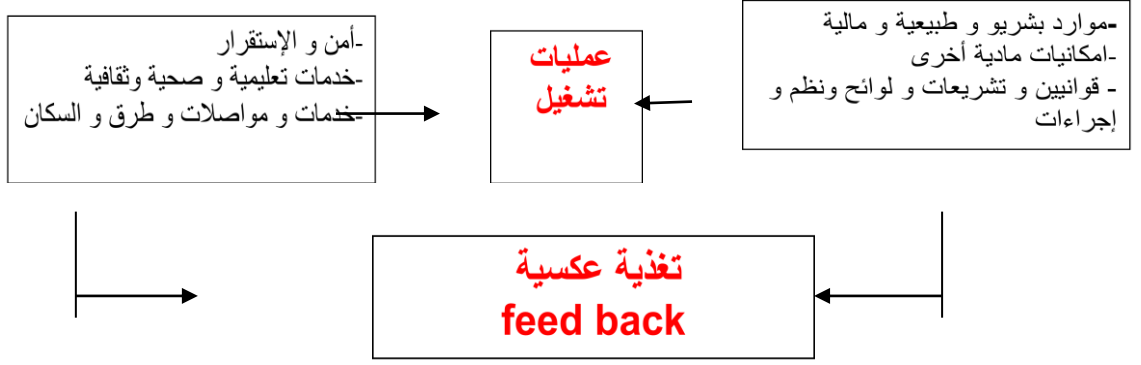 -موارد بشريو و طبيعية و مالية
-امكانيات مادية أخرى
- قوانيين و تشريعات و لوائح ونظم و
إجراءات
عمليات
تشغيل
-أمن و الإستقرار
-خدمات تعليمية و صحية وثقافية
-خدمات و مواصلات و طرق و السكان
تغذية عكسية
feed back